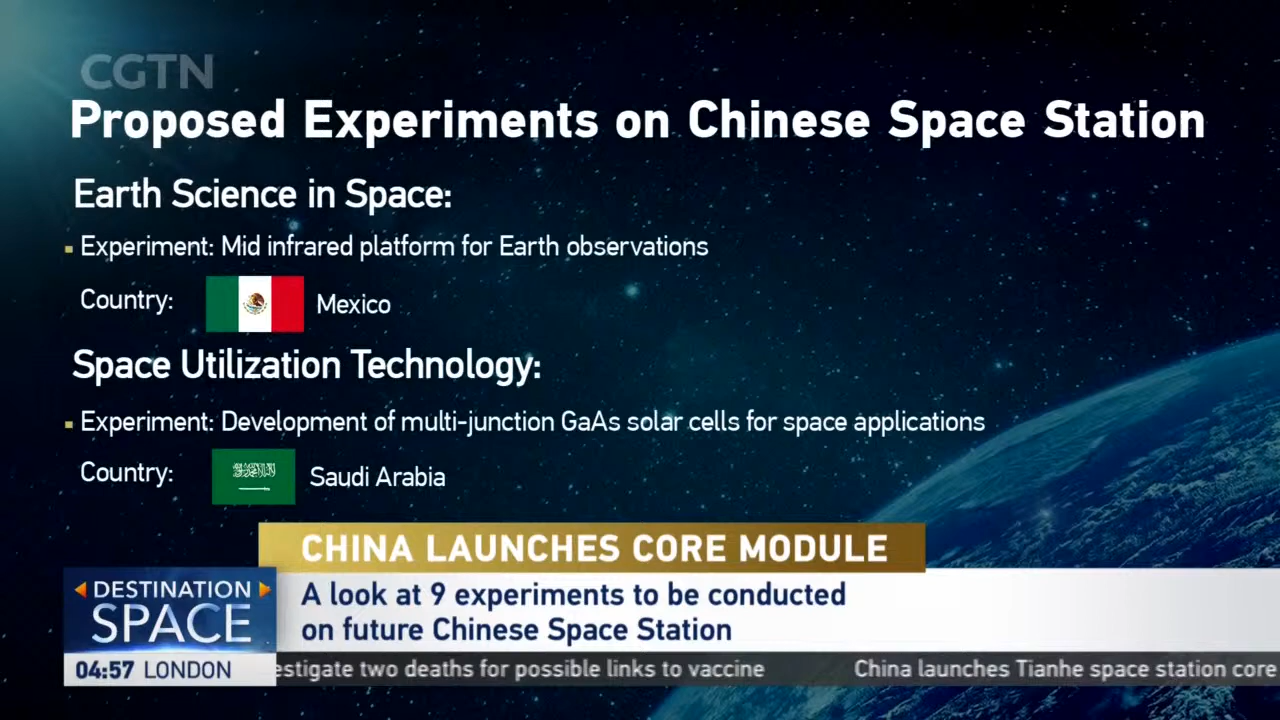 CGTN
Proposed Experiments on Chinese Space Station
Earth Science in Space:
Experiment: Mid infrared platform for Earth observations
Country: Mexico
Space Utilization Technology:
Experiment: Development of multi-junction GaAs solar cells for space applications
Country: Saudi Arabia
CHINA LAUNCHES CORE MODULE
DESTINATION
SPACE
A look at 9 experiments to be conducted
on future Chinese Space Station
04:57 LONDON
estigate two deaths for possible links to vaccine China launches Tianhe space station core